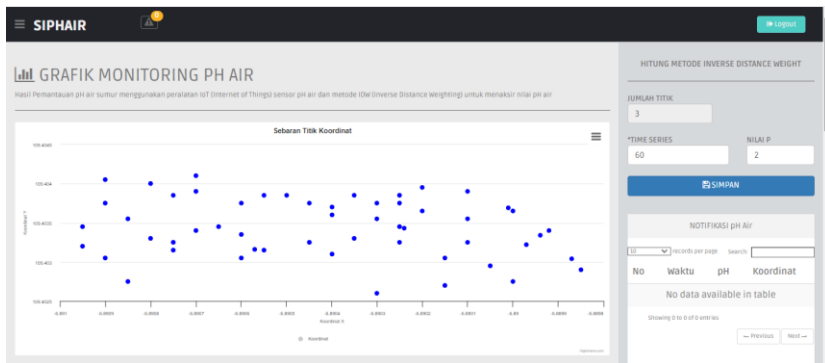 SIPHAIR
0
Logout
GRAFIK MONITORING PH AIR
Hasil Pemantauan pH air sumur menggunakan peralatan IoT (Internet of Things) sensor pH air dan metode IDW (Inverse Distance Weighting) untuk menaksir nilai pH air
Sebaran Titik Koordinat
Koordinat Y
Koordinat X
Koordinat
HITUNG METODE INVERSE DISTANCE WEIGHT
JUMLAH TITIK
3
*TIME SERIES
NILAI P
60
2
SIMPAN
NOTIFIKASI pH Air
10 records per page Search:
No Waktu pH Koordinat
No data available in table
Showing 0 to 0 of 0 entries
← Previous Next →